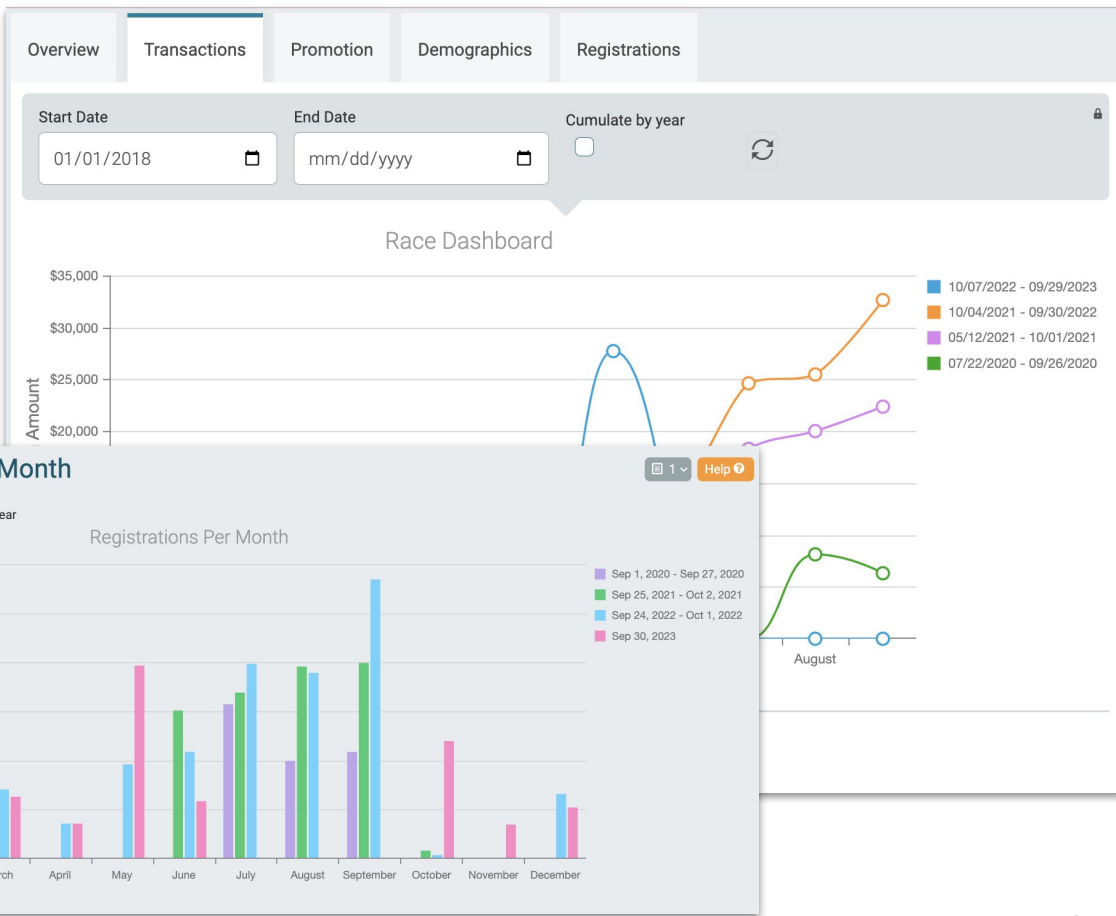 Overview Transactions Promotion Demographics Registrations
Start Date End Date Cumulate by year
01/01/2018 mm/dd/yyyy
Race Dashboard
$35,000
$30,000
$25,000
$20,000
Amount
10/07/2022 - 09/29/2023
10/04/2021 - 09/30/2022
05/12/2021 - 10/01/2021
07/22/2020 - 09/26/2020
August
Month
1
Help
ear
Registrations Per Month
Sep 1, 2020 - Sep 27, 2020
Sep 25, 2021 - Oct 2, 2021
Sep 24, 2022 - Oct 1, 2022
Sep 30, 2023
rch April May June July August September October November December